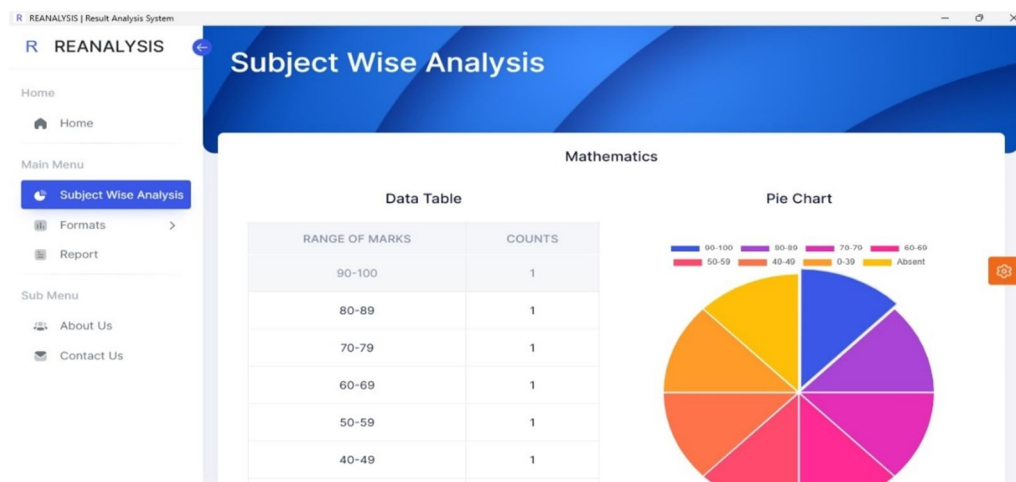 R REANALYSIS | Result Analysis System
R REANALYSIS
Home
Home
Main Menu
Subject Wise Analysis
Formats
Report
Sub Menu
About Us
Contact Us
Subject Wise Analysis
Mathematics
Data Table
RANGE OF MARKS COUNTS
90-100 1
80-89 1
70-79 1
60-69 1
50-59 1
40-49 1
Pie Chart
90-100 80-89 70-79 60-69
50-59 40-49 0-39 Absent